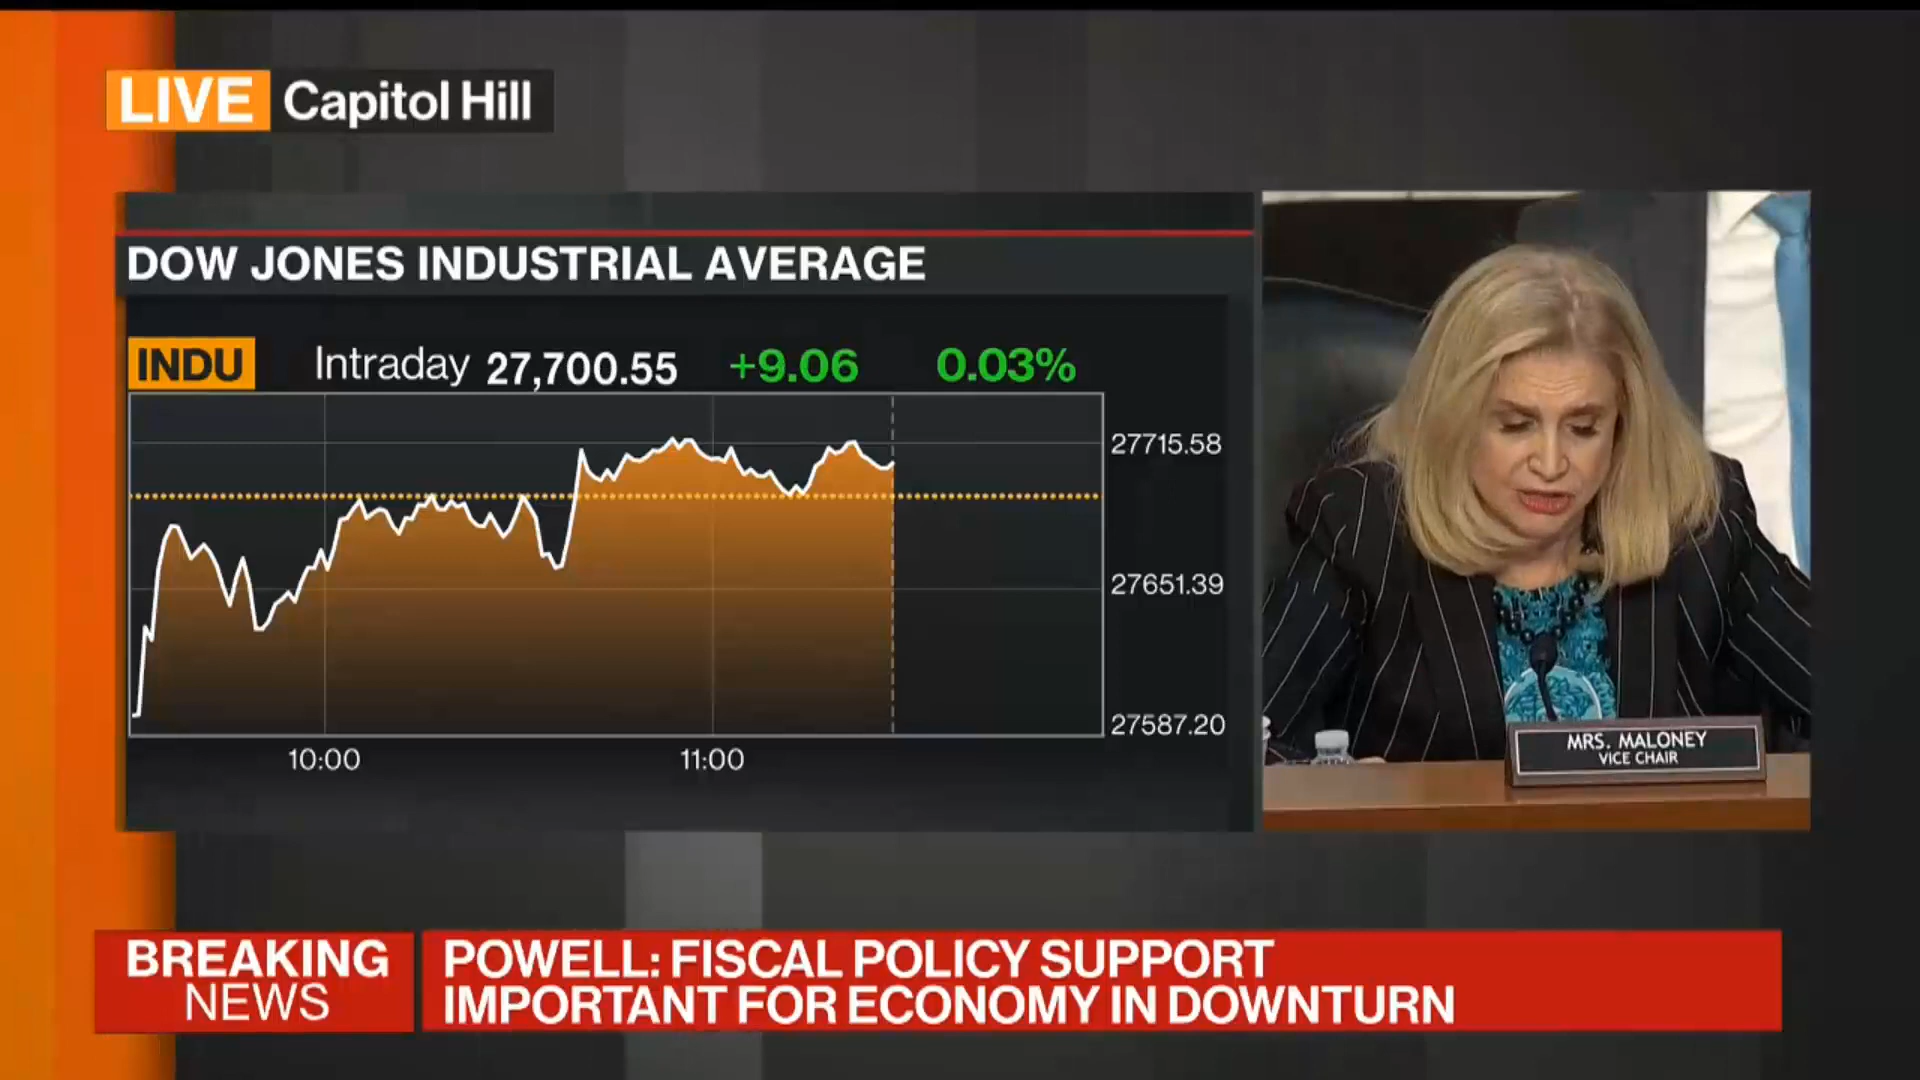 LIVE Capitol Hill
DOW JONES INDUSTRIAL AVERAGE
INDU Intraday 27,700.55 +9.06 0.03%
27715.58
27651.39
27587.20
10:00 11:00
MRS. MALONEY
VICE CHAIR
BREAKING
NEWS
POWELL: FISCAL POLICY SUPPORT
IMPORTANT FOR ECONOMY IN DOWNTURN